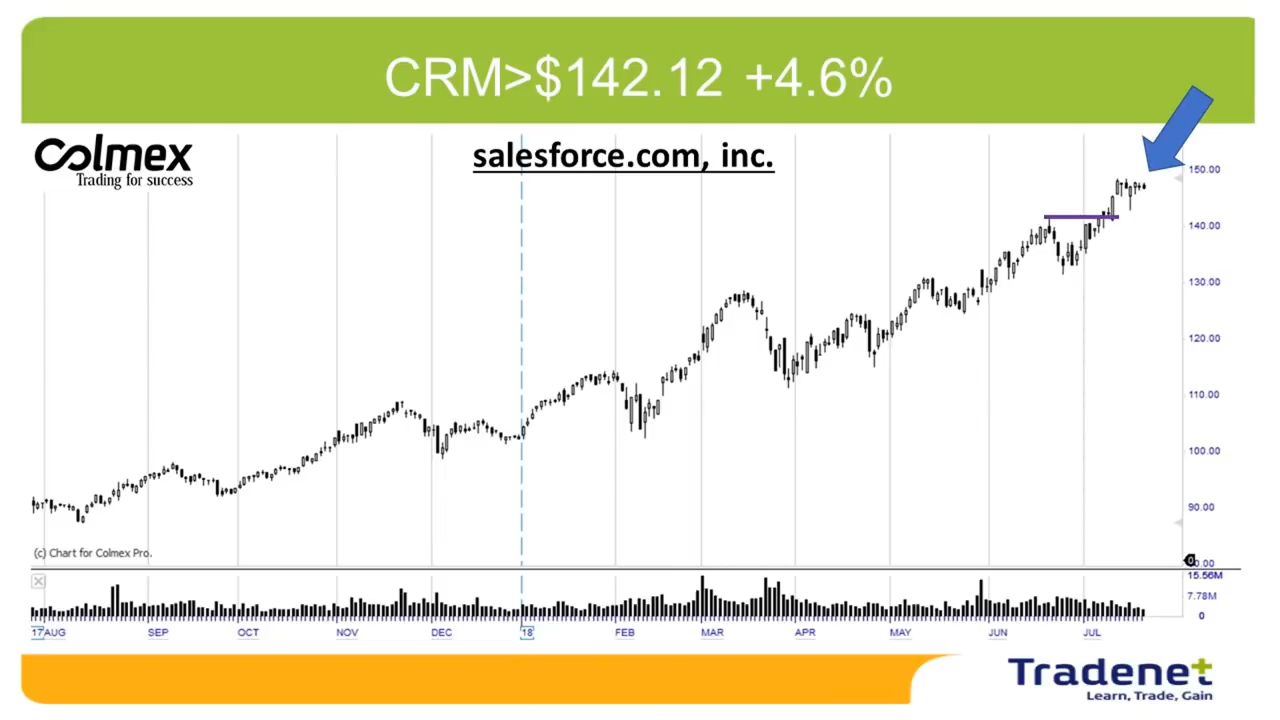 CRM>$142.12 +4.6%
Colmex
Trading for success
salesforce.com, inc.
150.00
140.00
130.00
120.00
110.00
100.00
90.00
(c) Chart for Colmex Pro.
15.56M
7.78M
0
17 AUG SEP OCT NOV DEC 18 FEB MAR APR MAY JUN JUL
Tradenet
Learn, Trade, Gain